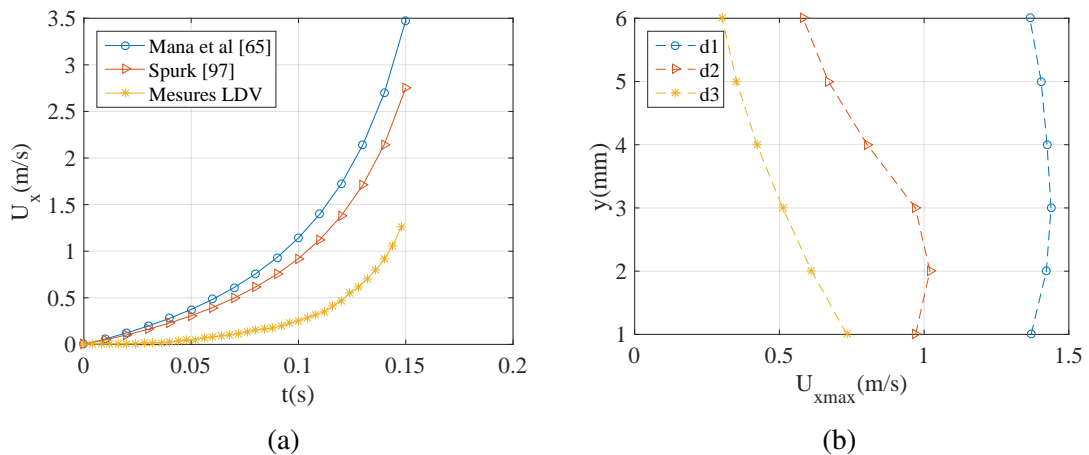 3.5
3
2.5
2
1.5
1
0.5
0
U_x(m/s)
Mana et al [65]
Spurk [97]
Mesures LDV
0 0.05 0.1 0.15 0.2
t(s)
(a)
6
5
4
3
2
1
y(mm)
d1
d2
d3
0 0.5 1 1.5
U_xmax(m/s)
(b)